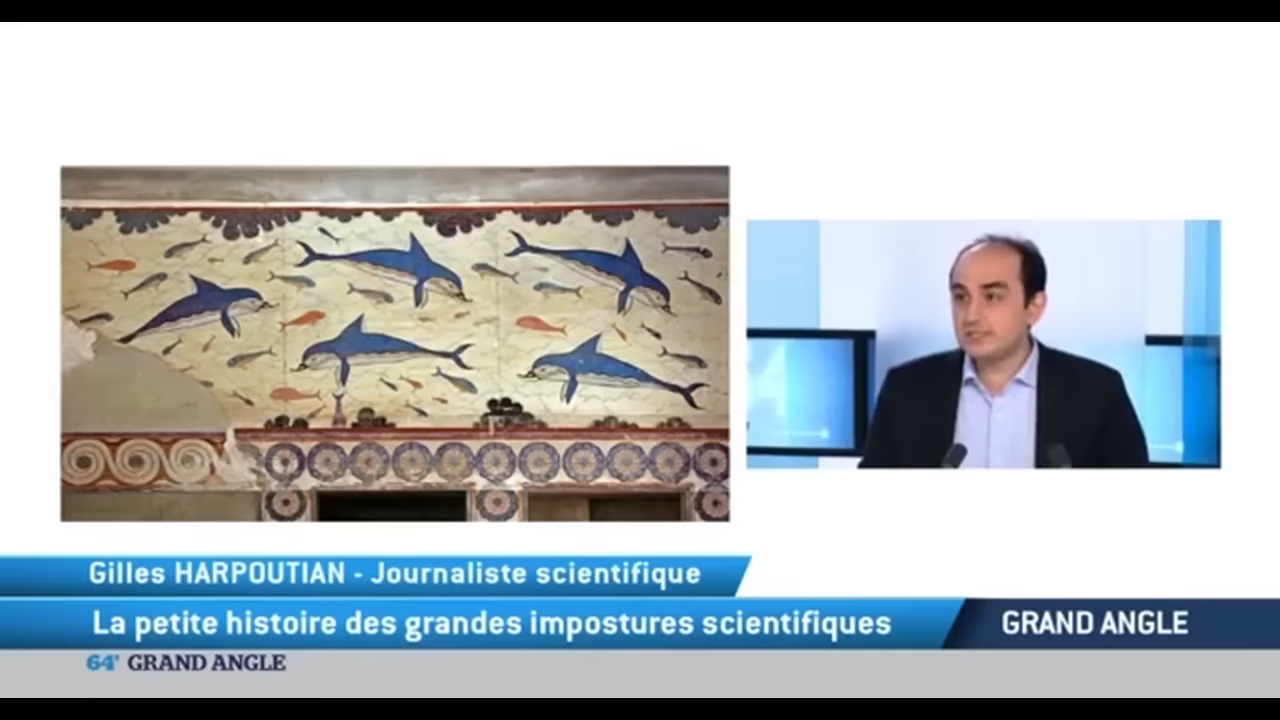 Gilles HARPOUTIAN - Journaliste scientifique
La petite histoire des grandes impostures scientifiques
GRAND ANGLE
64' GRAND ANGLE